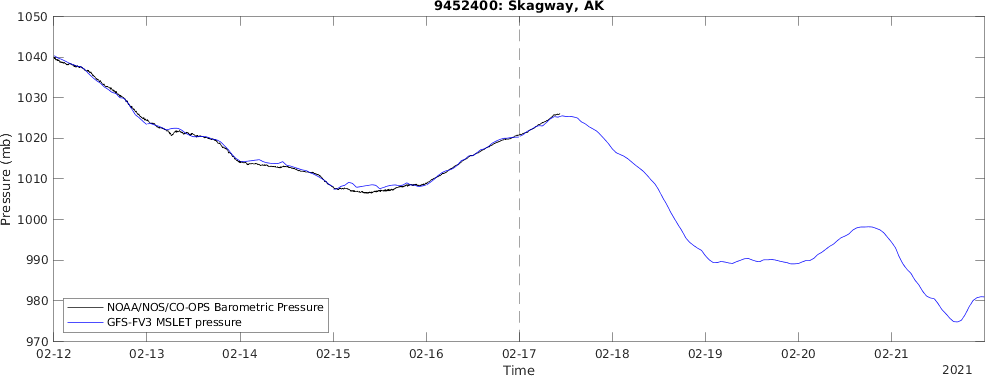 9452400: Skagway, AK
1050
1040
1030
1020
1010
1000
990
980
970
Pressure (mb)
NOAA/NOS/CO-OPS Barometric Pressure
GFS-FV3 MSLET pressure
02-12 02-13 02-14 02-15 02-16 02-17 02-18 02-19 02-20 02-21
Time
2021